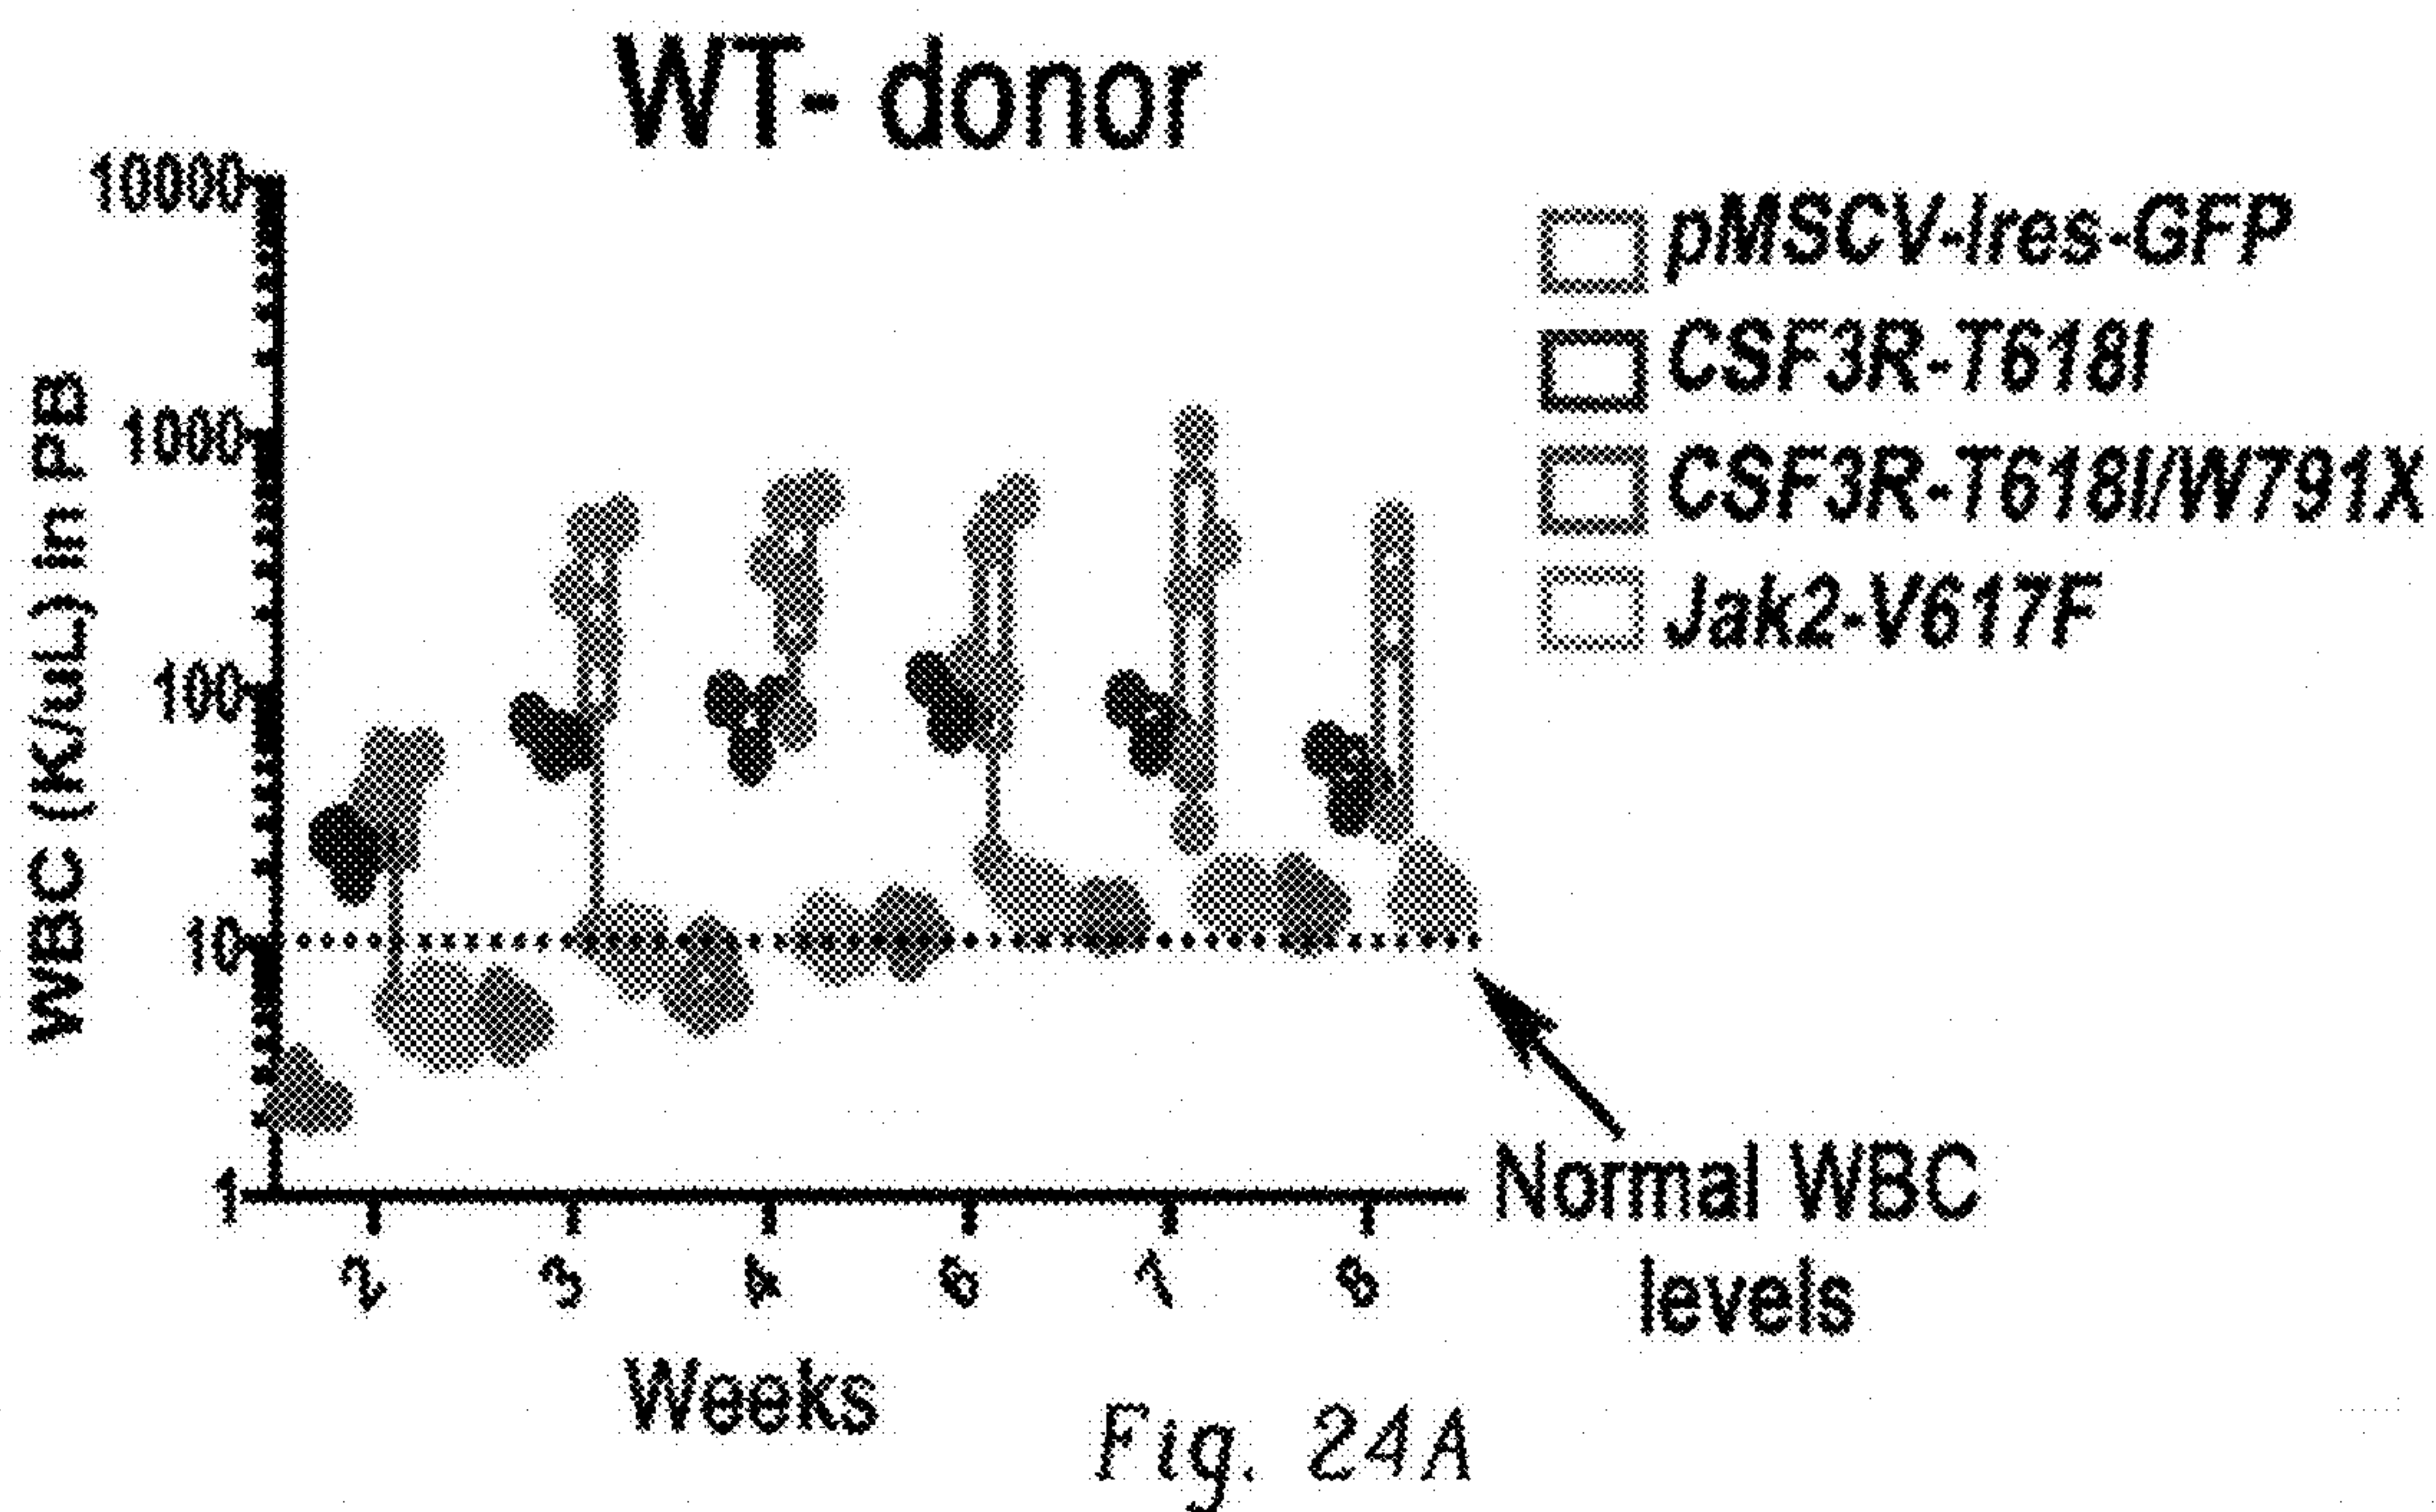 WT- donor
10000
1000
100
10
1
WBC (K/uL) in PB
pMSCV-Ires-GFP
CSF3R-T618I
CSF3R-T618I/W791X
Jak2-V617F
2
3
4
6
7
8
Weeks
Normal WBC
levels
Fig. 24A